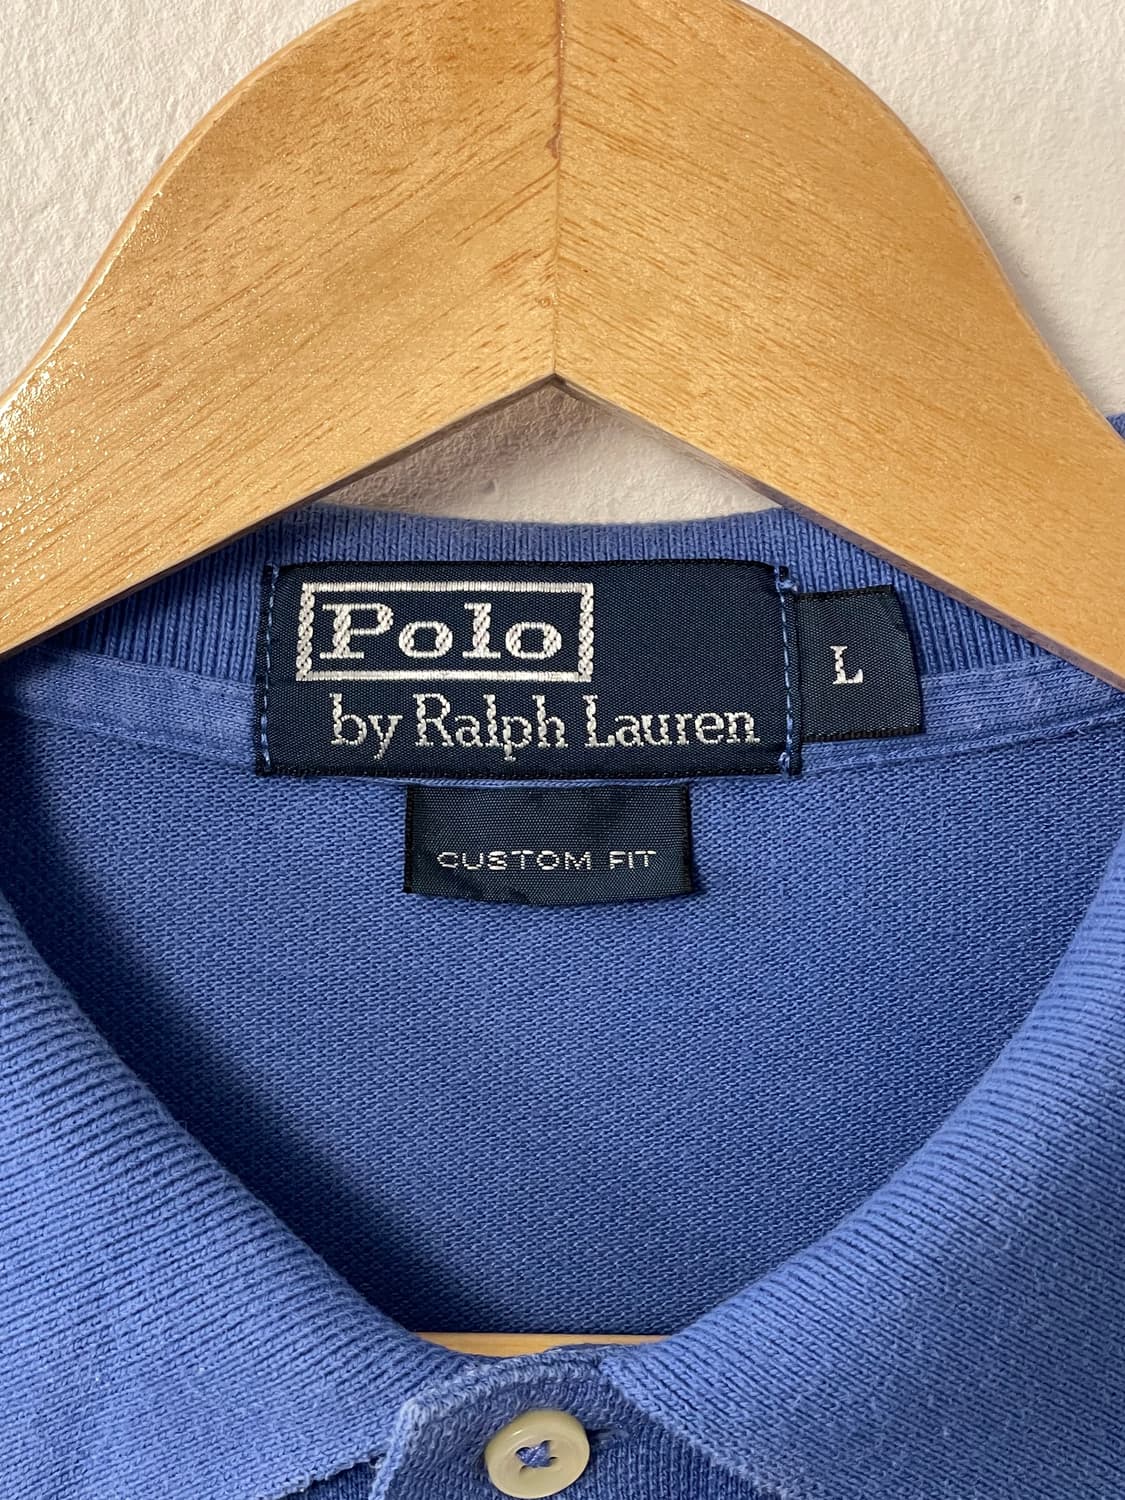 Polo
by Ralph Lauren
L
CUSTOM FIT